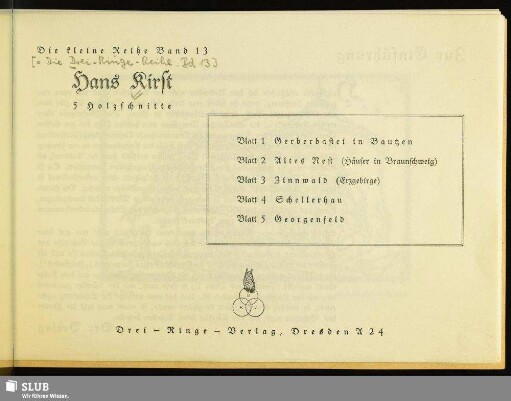 Die kleine Reihe Band 13
[= Die Drei-Ringe-Reihe. Bd 13]
Hans Kirst
5 Holzschnitte
Blatt 1 Gerberbastei in Bautzen
Blatt 2 Altes Nest (Häuser in Braunschweig)
Blatt 3 Zinnwald (Erzgebirge)
Blatt 4 Schellerhau
Blatt 5 Georgenfeld
Drei – Ringe – Verlag, Dresden A 24
SLUB
Wir führen Wissen.